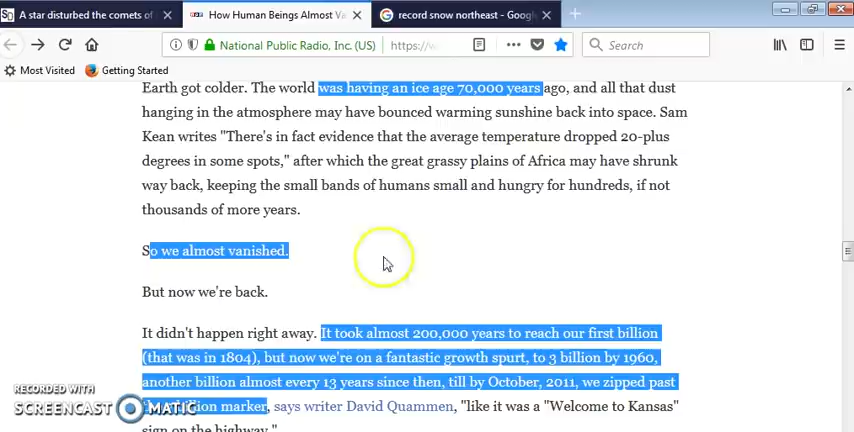 A star disturbed the comets of
How Human Beings Almost Va
record snow northeast - Google
National Public Radio, Inc. (US)
https://w
Search
Most Visited
Getting Started
Earth got colder. The world was having an ice age 70,000 years ago, and all that dust
hanging in the atmosphere may have bounced warming sunshine back into space. Sam
Kean writes "There's in fact evidence that the average temperature dropped 20-plus
degrees in some spots," after which the great grassy plains of Africa may have shrunk
way back, keeping the small bands of humans small and hungry for hundreds, if not
thousands of more years.
So we almost vanished.
But now we're back.
It didn't happen right away. It took almost 200,000 years to reach our first billion
(that was in 1804), but now we're on a fantastic growth spurt, to 3 billion by 1960,
another billion almost every 13 years since then, till by October, 2011, we zipped past
marker, says writer David Quammen, "like it was a "Welcome to Kansas"
sign on the highway."
RECORDED WITH
SCREENCAST MATIC